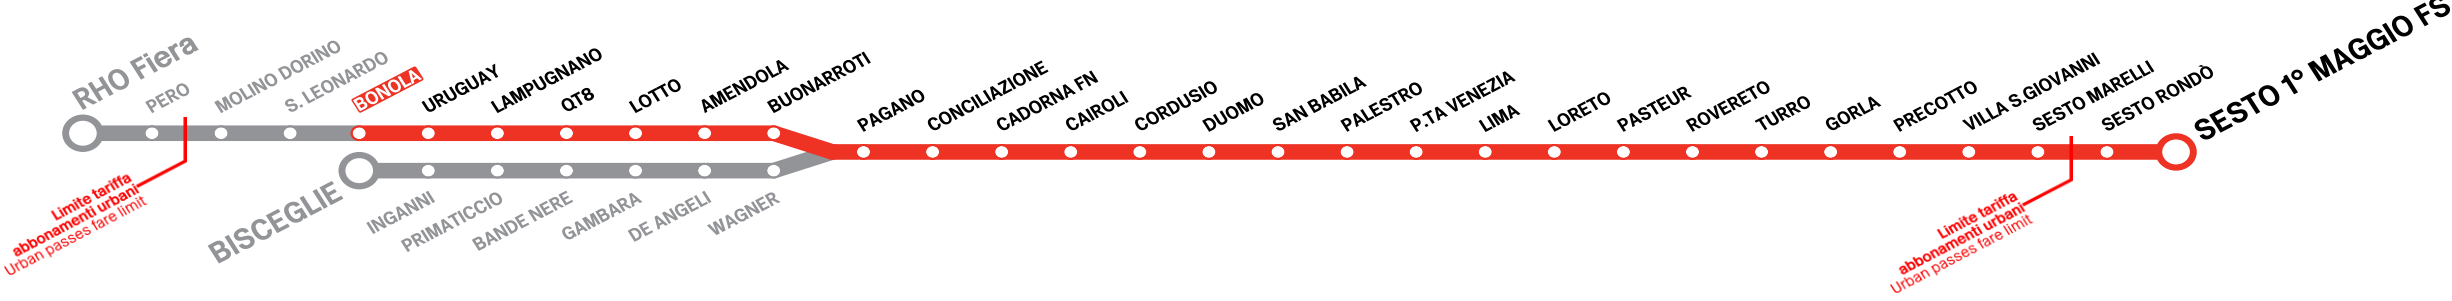 RHO Fiera
PERO
MOLINO DORINO
S. LEONARDO
BONOLA
URUGUAY
LAMPUGNANO
QT8
LOTTO
AMENDOLA
BUONARROTI
PAGANO
CONCILIAZIONE
CADORNA FN
CAIROLI
CORDUSIO
DUOMO
SAN BABILA
PALESTRO
P.TA VENEZIA
LIMA
LORETO
PASTEUR
ROVERETO
TURRO
GORLA
PRECOTTO
VILLA S.GIOVANNI
SESTO MARELLI
SESTO RONDÒ
SESTO 1° MAGGIO FS
Limite tariffa
abbonamenti urbani
Urban passes fare limit
BISCEGLIE
INGANNI
PRIMATICCIO
BANDE NERE
GAMBARA
DE ANGELI
WAGNER
Limite tariffa
abbonamenti urbani
Urban passes fare limit